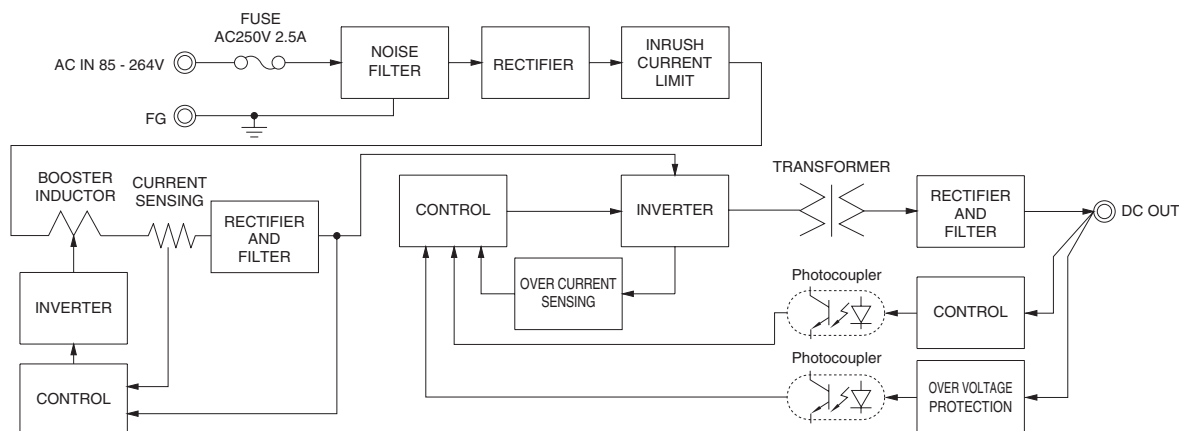 FUSE
AC250V 2.5A
AC IN 85 - 264V
NOISE
FILTER
RECTIFIER
INRUSH
CURRENT
LIMIT
FG
BOOSTER
INDUCTOR
CURRENT
SENSING
RECTIFIER
AND
FILTER
CONTROL
INVERTER
TRANSFORMER
RECTIFIER
AND
FILTER
DC OUT
OVER CURRENT
SENSING
INVERTER
Photocoupler
CONTROL
CONTROL
Photocoupler
OVER VOLTAGE
PROTECTION